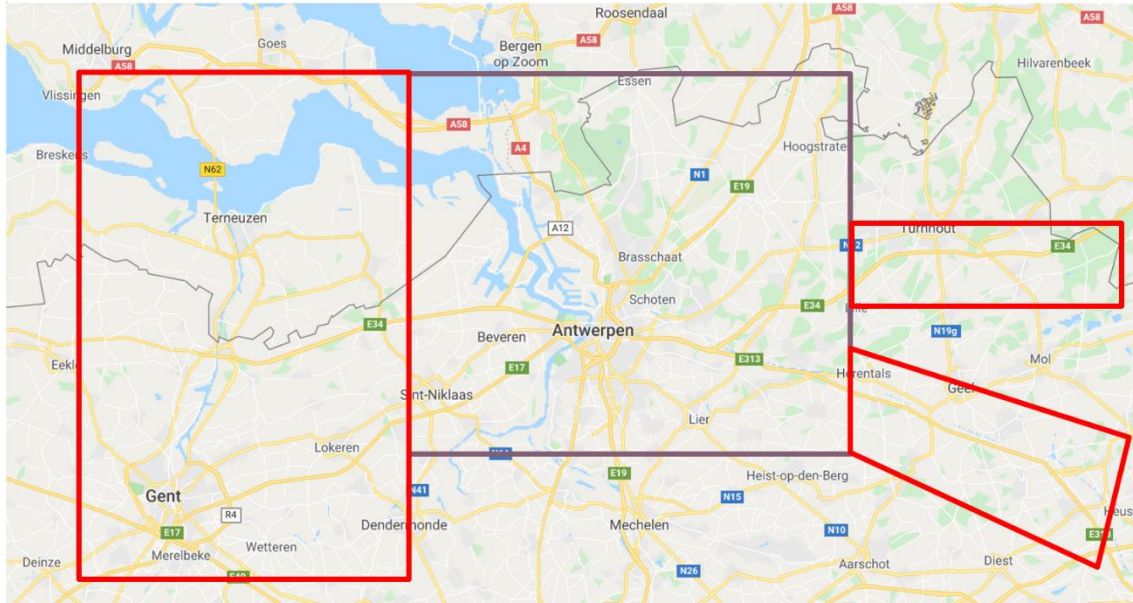 A58
Roosendaal
A58
A58
Middelburg
Goes
Bergen
op Zoom
A58
Hilvarenbeek
A58
Essen
Vlissingen
A58
A4
Hoogstrate
Breskens
N62
N1
E19
Terneuzen
A12
Turnhout
E34
Brasschaat
Schoten
E34
E34
Antwerpen
Beveren
N19g
Eeklo
E17
E313
Mol
Herentals
Geel
Sint-Niklaas
Lier
Lokeren
Heist-op-den-Berg
E19
Gent
N41
N15
R4
Dendermonde
Mechelen
Heus
E17
N10
Wetteren
Merelbeke
Deinze
Aarschot
Diest
N26